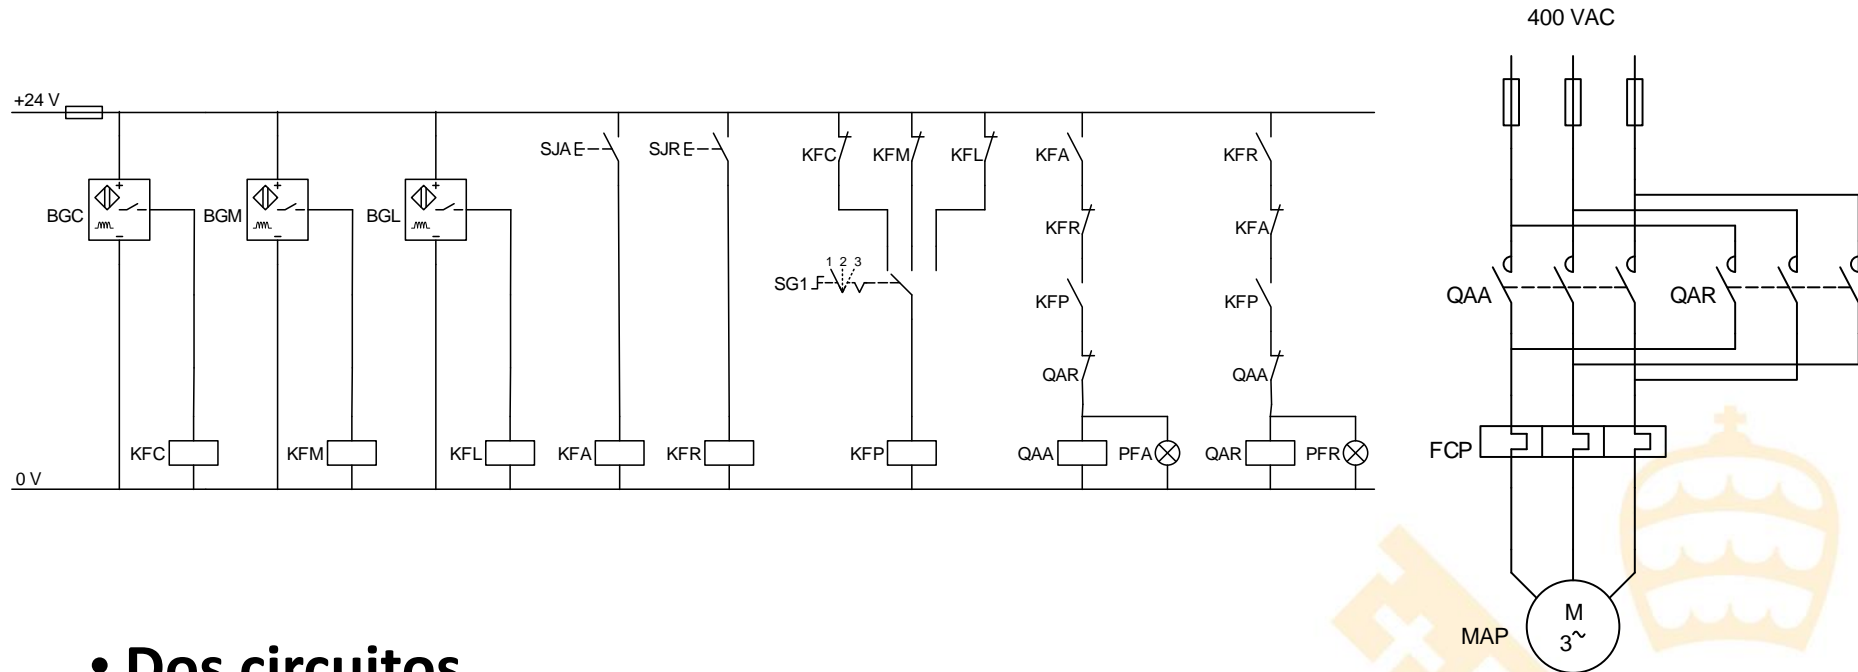 400 VAC
+24 V
SJA
SJR
KFC
KFM
KFL
KFA
KFR
BGC
BGM
BGL
KFR
KFA
1 2 3
SG1
KFP
KFP
QAA
QAR
QAR
QAA
KFC
KFM
KFL
KFA
KFR
KFP
QAA
PFA
QAR
PFR
FCP
0 V
M
3~
MAP
• Dos circuitos